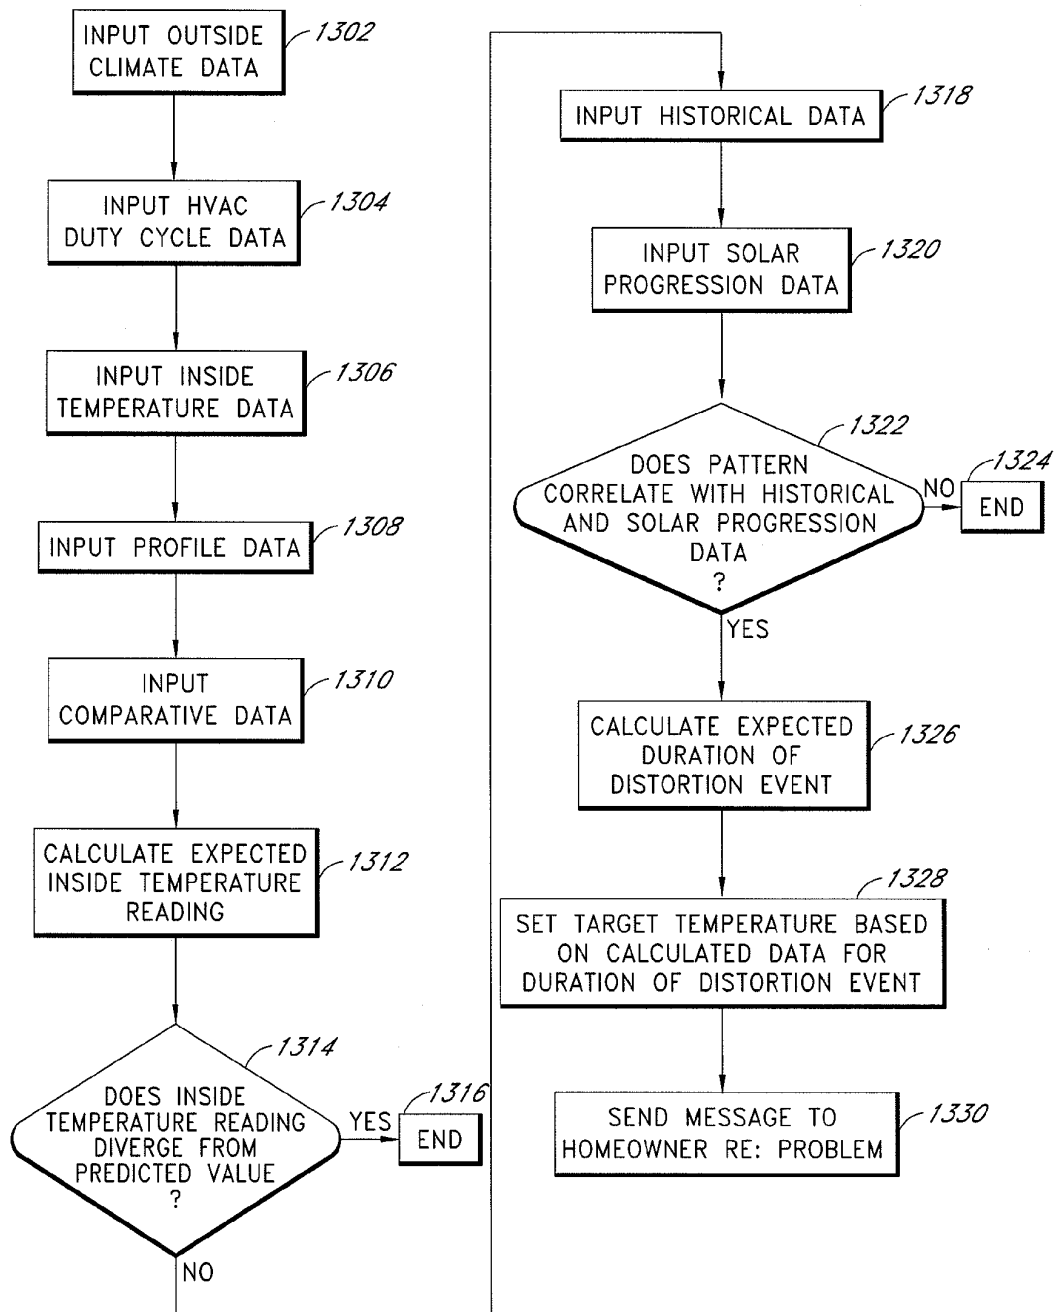 INPUT OUTSIDE
CLIMATE DATA
1302
INPUT HVAC
DUTY CYCLE DATA
1304
INPUT INSIDE
TEMPERATURE DATA
1306
INPUT PROFILE DATA
1308
INPUT
COMPARATIVE DATA
1310
CALCULATE EXPECTED
INSIDE TEMPERATURE
READING
1312
1314
DOES INSIDE
TEMPERATURE READING
DIVERGE FROM
PREDICTED VALUE
?
YES
1316
END
NO
INPUT HISTORICAL DATA
1318
INPUT SOLAR
PROGRESSION DATA
1320
1322
DOES PATTERN
CORRELATE WITH HISTORICAL
AND SOLAR PROGRESSION
DATA
?
NO
1324
END
YES
CALCULATE EXPECTED
DURATION OF
DISTORTION EVENT
1326
1328
SET TARGET TEMPERATURE BASED
ON CALCULATED DATA FOR
DURATION OF DISTORTION EVENT
SEND MESSAGE TO
HOMEOWNER RE: PROBLEM
1330